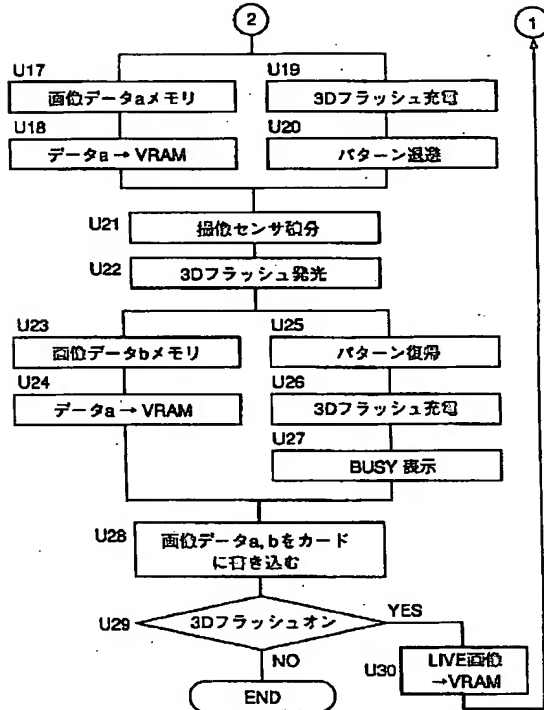 2
1
U17
画像データaメモリ
U18
データa→VRAM
U19
3Dフラッシュ充電
U20
パターン退避
U21
撮像センサ積分
U22
3Dフラッシュ発光
U23
画像データbメモリ
U24
データa→VRAM
U25
パターン復帰
U26
3Dフラッシュ充電
U27
BUSY 表示
U28
画像データa,bをカード
に書き込む
U29
3Dフラッシュオン
YES
NO
U30
LIVE画像
→VRAM
END